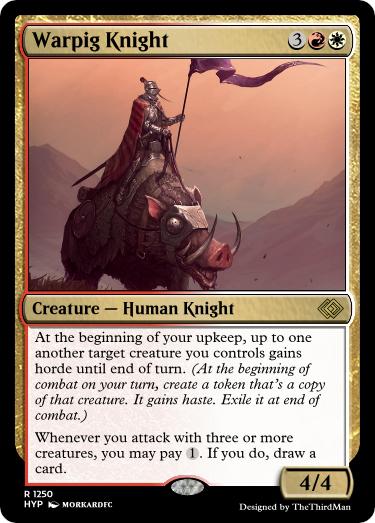 Warpig Knight 3
Creature — Human Knight
At the beginning of your upkeep, up to one
another target creature you controls gains
horde until end of turn. (At the beginning of
combat on your turn, create a token that's a copy
of that creature. It gains haste. Exile it at end
of combat.)
Whenever you attack with three or more
creatures, you may pay 1. If you do, draw a
card.
4/4
R 1250
HYP MORKARDFC
Designed by TheThirdMan